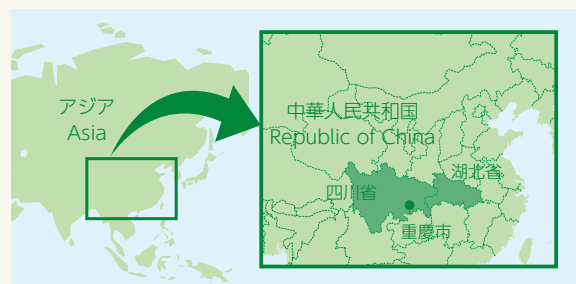 アジア
Asia
中華人民共和国
Republic of China
湖北省
四川省
重慶市